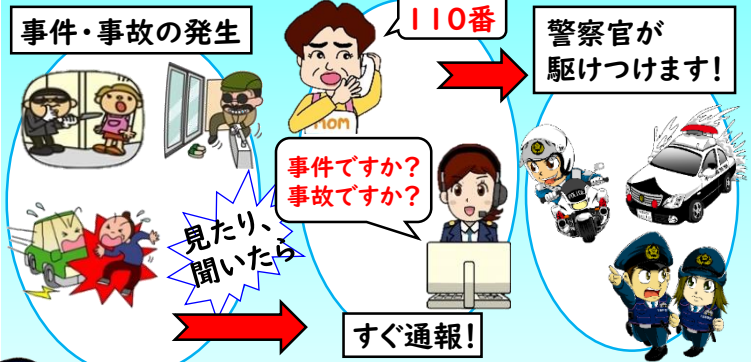 事件・事故の発生
110番
警察官が
駆けつけます！
mom
事件ですか？
事故ですか？
見たり、
聞いたら
すぐ通報！
POLICE